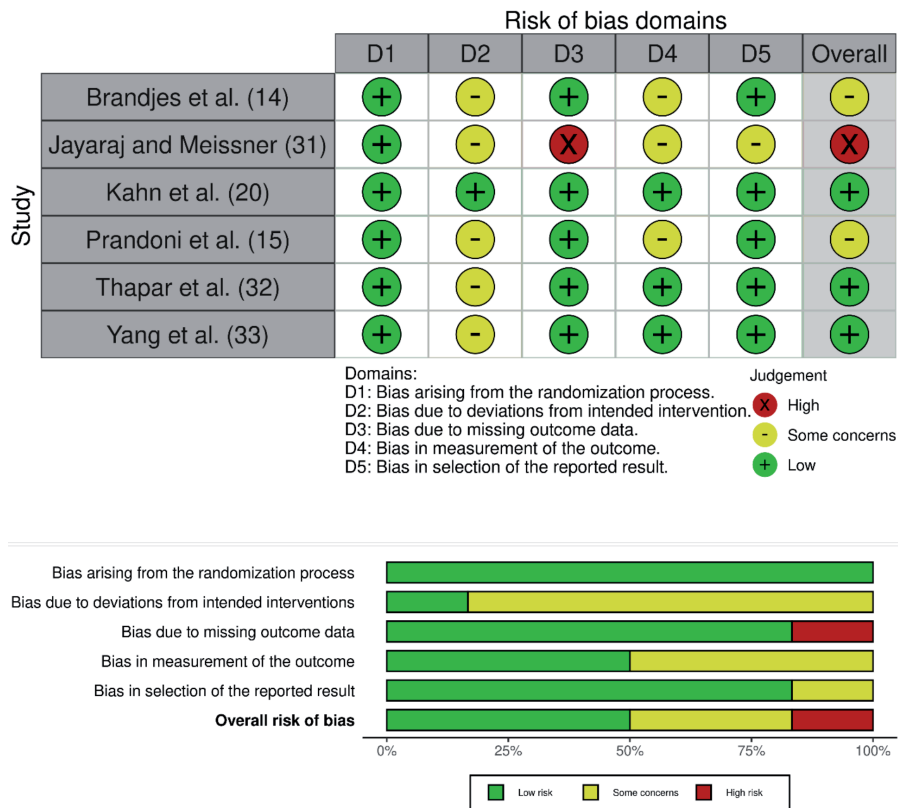 Risk of bias domains
D1 D2 D3 D4 D5 Overall
Study
Brandjes et al. (14) + - + - + -
Jayaraj and Meissner (31) + - X - - X
Kahn et al. (20) + + + + + +
Prandoni et al. (15) + - + - + -
Thapar et al. (32) + - + + + +
Yang et al. (33) + - + + + +
Domains:
D1: Bias arising from the randomization process.
D2: Bias due to deviations from intended intervention.
D3: Bias due to missing outcome data.
D4: Bias in measurement of the outcome.
D5: Bias in selection of the reported result.
Judgement
X High
- Some concerns
+ Low
Bias arising from the randomization process
Bias due to deviations from intended interventions
Bias due to missing outcome data
Bias in measurement of the outcome
Bias in selection of the reported result
Overall risk of bias
0% 25% 50% 75% 100%
Low risk Some concerns High risk